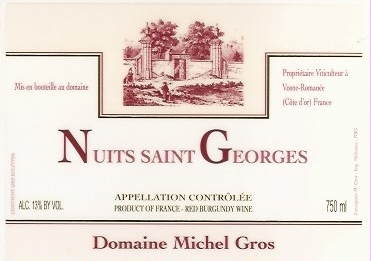 Mis en bouteille au domaine
Propriétaire Viticulteur à
Vosne-Romanée
(Côte d'or) France
NUITS SAINT GEORGES
APPELLATION CONTRÔLÉE
ALC. 13% BY VOL.
PRODUCT OF FRANCE - RED BURGUNDY WINE
750 ml
Domaine Michel Gros